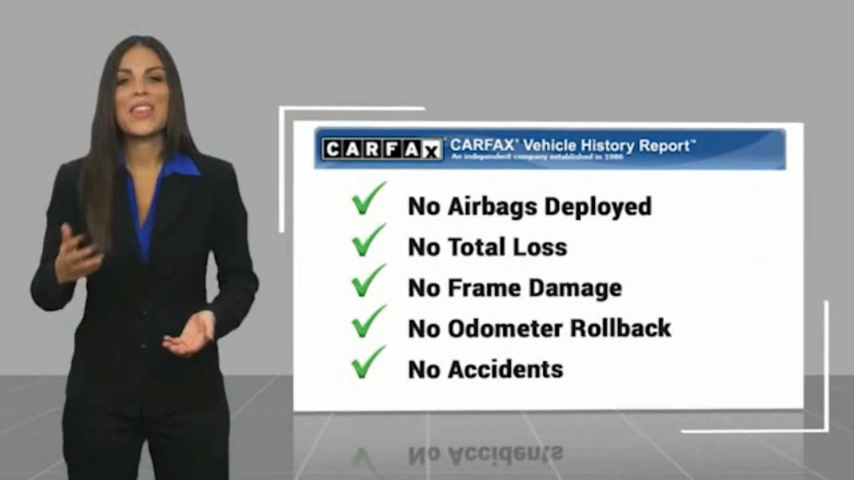 CARFAX CARFAX® Vehicle History Report™
An independent company established in 1986
No Airbags Deployed
No Total Loss
No Frame Damage
No Odometer Rollback
No Accidents
No Accidents